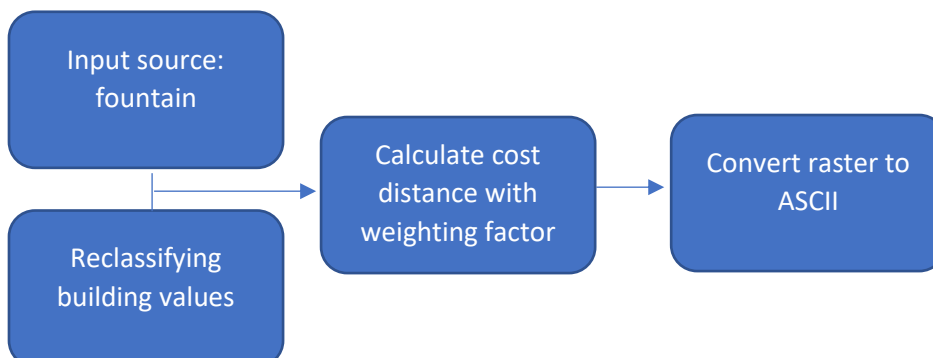 Input source:
fountain
Reclassifying
building values
Calculate cost
distance with
weighting factor
Convert raster to
ASCII